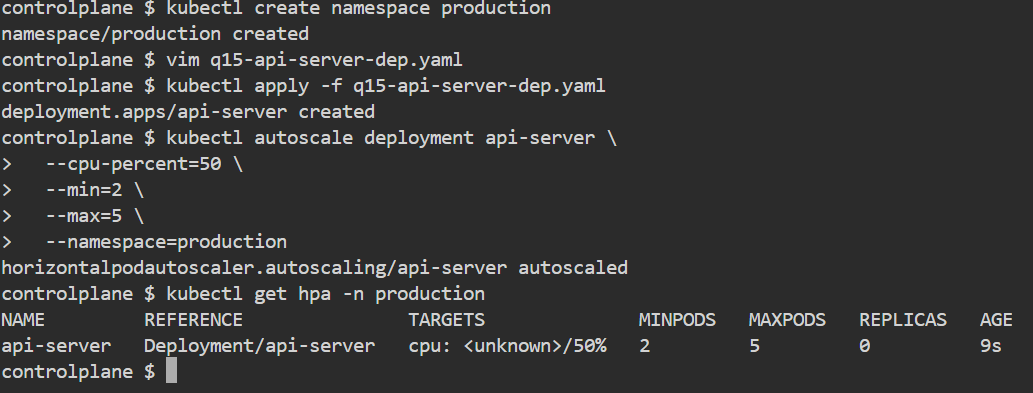 controlplane $ kubectl create namespace production
namespace/production created
controlplane $ vim q15-api-server-dep.yaml
controlplane $ kubectl apply -f q15-api-server-dep.yaml
deployment.apps/api-server created
controlplane $ kubectl autoscale deployment api-server \
>   --cpu-percent=50 \
>   --min=2 \
>   --max=5 \
>   --namespace=production
horizontalpodautoscaler.autoscaling/api-server autoscaled
controlplane $ kubectl get hpa -n production
NAME         REFERENCE               TARGETS              MINPODS   MAXPODS   REPLICAS   AGE
api-server   Deployment/api-server   cpu: <unknown>/50%   2         5         0          9s
controlplane $